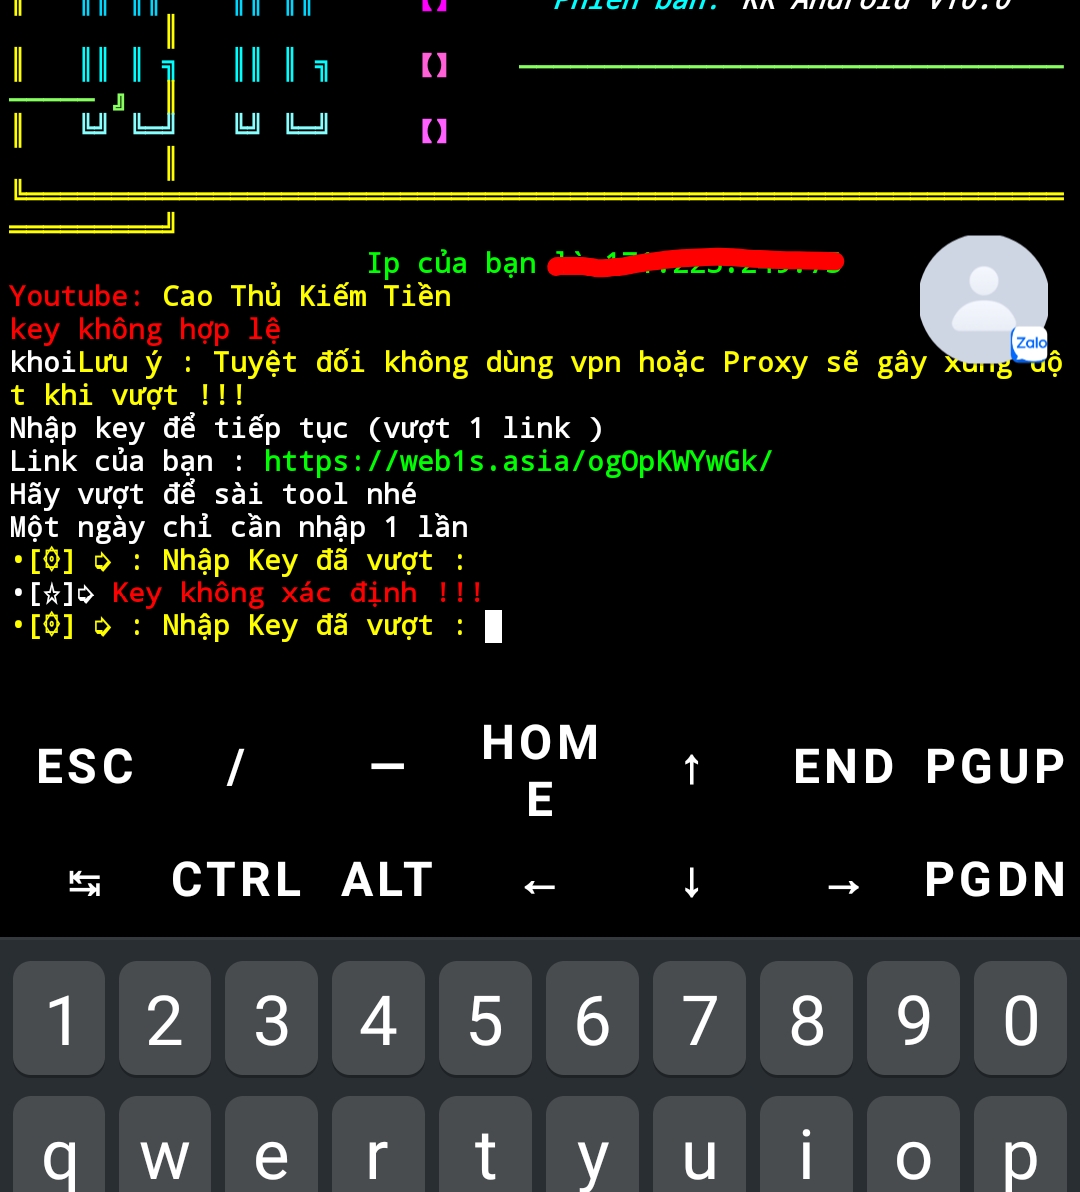 Phiên bản: KR Android V10.0
Ip của bạn
Youtube: Cao Thủ Kiếm Tiền
key không hợp lệ
khoiLưu ý : Tuyệt đối không dùng vpn hoặc Proxy sẽ gây xung độ
t khi vượt !!!
Nhập key để tiếp tục (vượt 1 link )
Link của bạn : https://web1s.asia/ogOpKWYwGk/
Hãy vượt để sài tool nhé
Một ngày chỉ cần nhập 1 lần
•[۞] ➩ : Nhập Key đã vượt :
•[☆]➩ Key không xác định !!!
•[۞] ➩ : Nhập Key đã vượt :
Zalo
ESC / — HOME ↑ END PGUP
↹ CTRL ALT ← ↓ → PGDN
1 2 3 4 5 6 7 8 9 0
q w e r t y u i o p